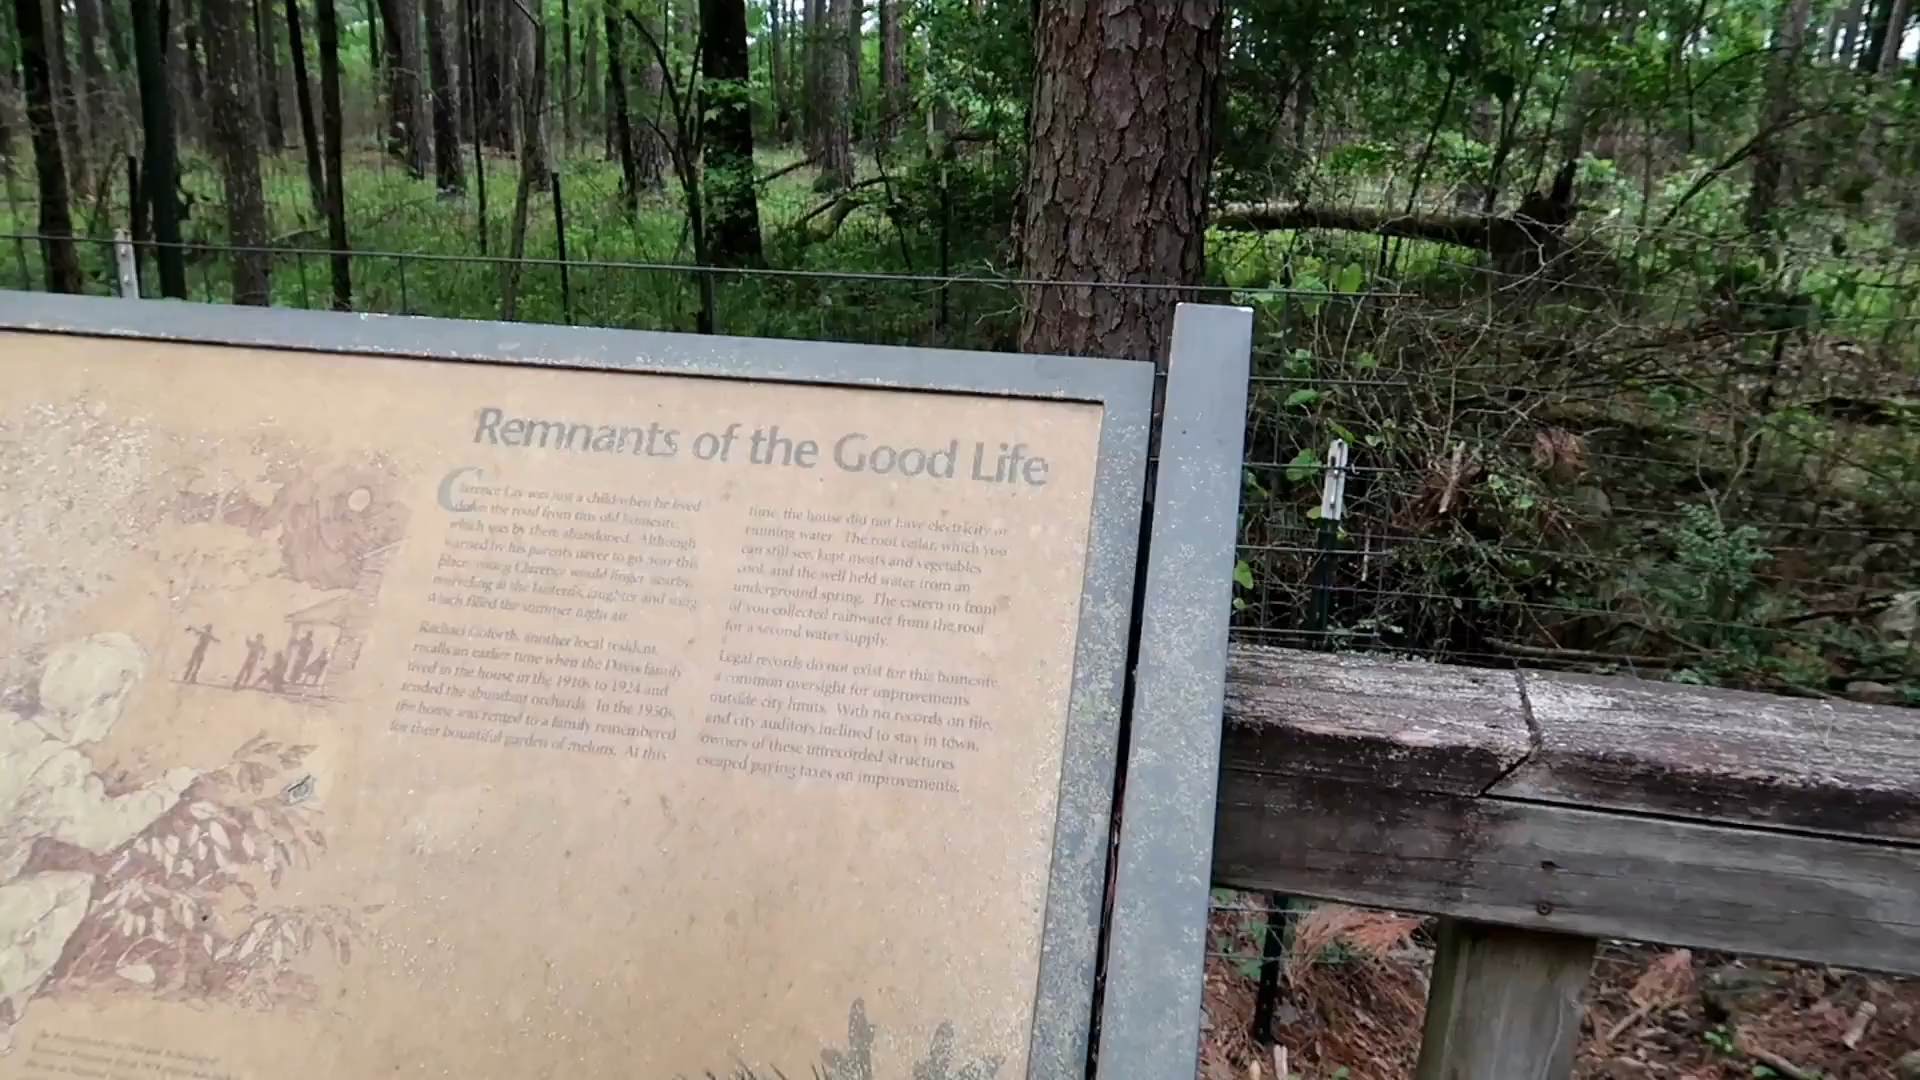 Remnants of the Good Life
Clarence Lay was just a child when he lived
down the road from this old homesite,
which was by then abandoned. Although
warned by his parents never to go near this
place, young Clarence would linger nearby,
marveling at the banter, laughter and song
which filled the summer night air.
Rachael Goforth, another local resident,
recalls an earlier time when the Davis family
lived in the house in the 1910s to 1924 and
tended the abundant orchards. In the 1950s,
the home was rented to a family remembered
for their bountiful garden of melons. At this
time, the house did not have electricity or
running water. The root cellar, which you
can still see, kept meats and vegetables
cool, and the well held water from an
underground spring. The cistern in front
of you collected rainwater from the roof
for a second water supply.
Legal records do not exist for this homesite,
a common oversight for improvements
outside city limits. With no records on file,
and city auditors inclined to stay in town,
owners of these unrecorded structures
escaped paying taxes on improvements.